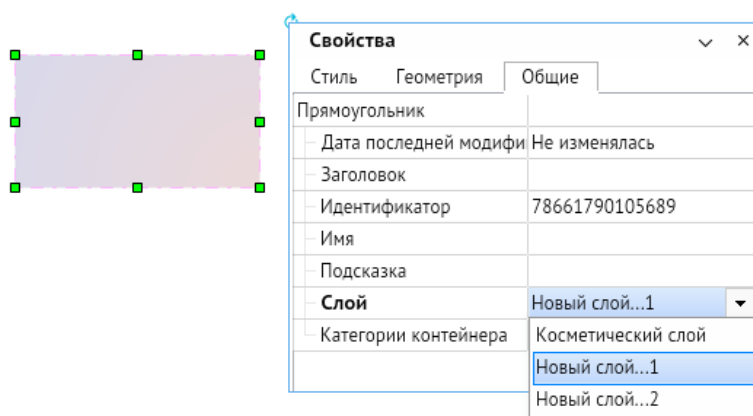 Свойства
Стиль Геометрия Общие
Прямоугольник
Дата последней модифи Не изменялась
Заголовок
Идентификатор 78661790105689
Имя
Подсказка
Слой Новый слой...1
Категории контейнера Косметический слой
Новый слой...1
Новый слой...2